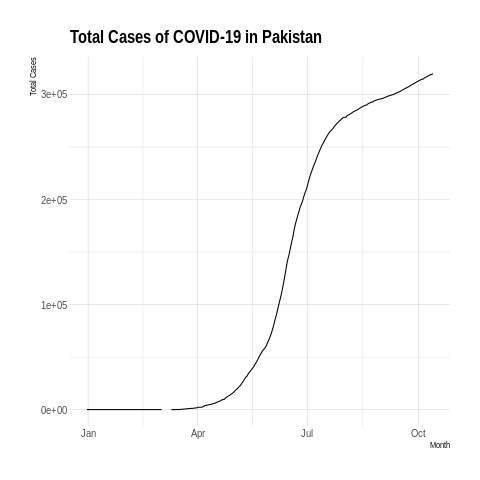 Total Cases of COVID-19 in Pakistan
Total Cases
3e+05
2e+05
1e+05
0e+00
Jan Apr Jul Oct
Month